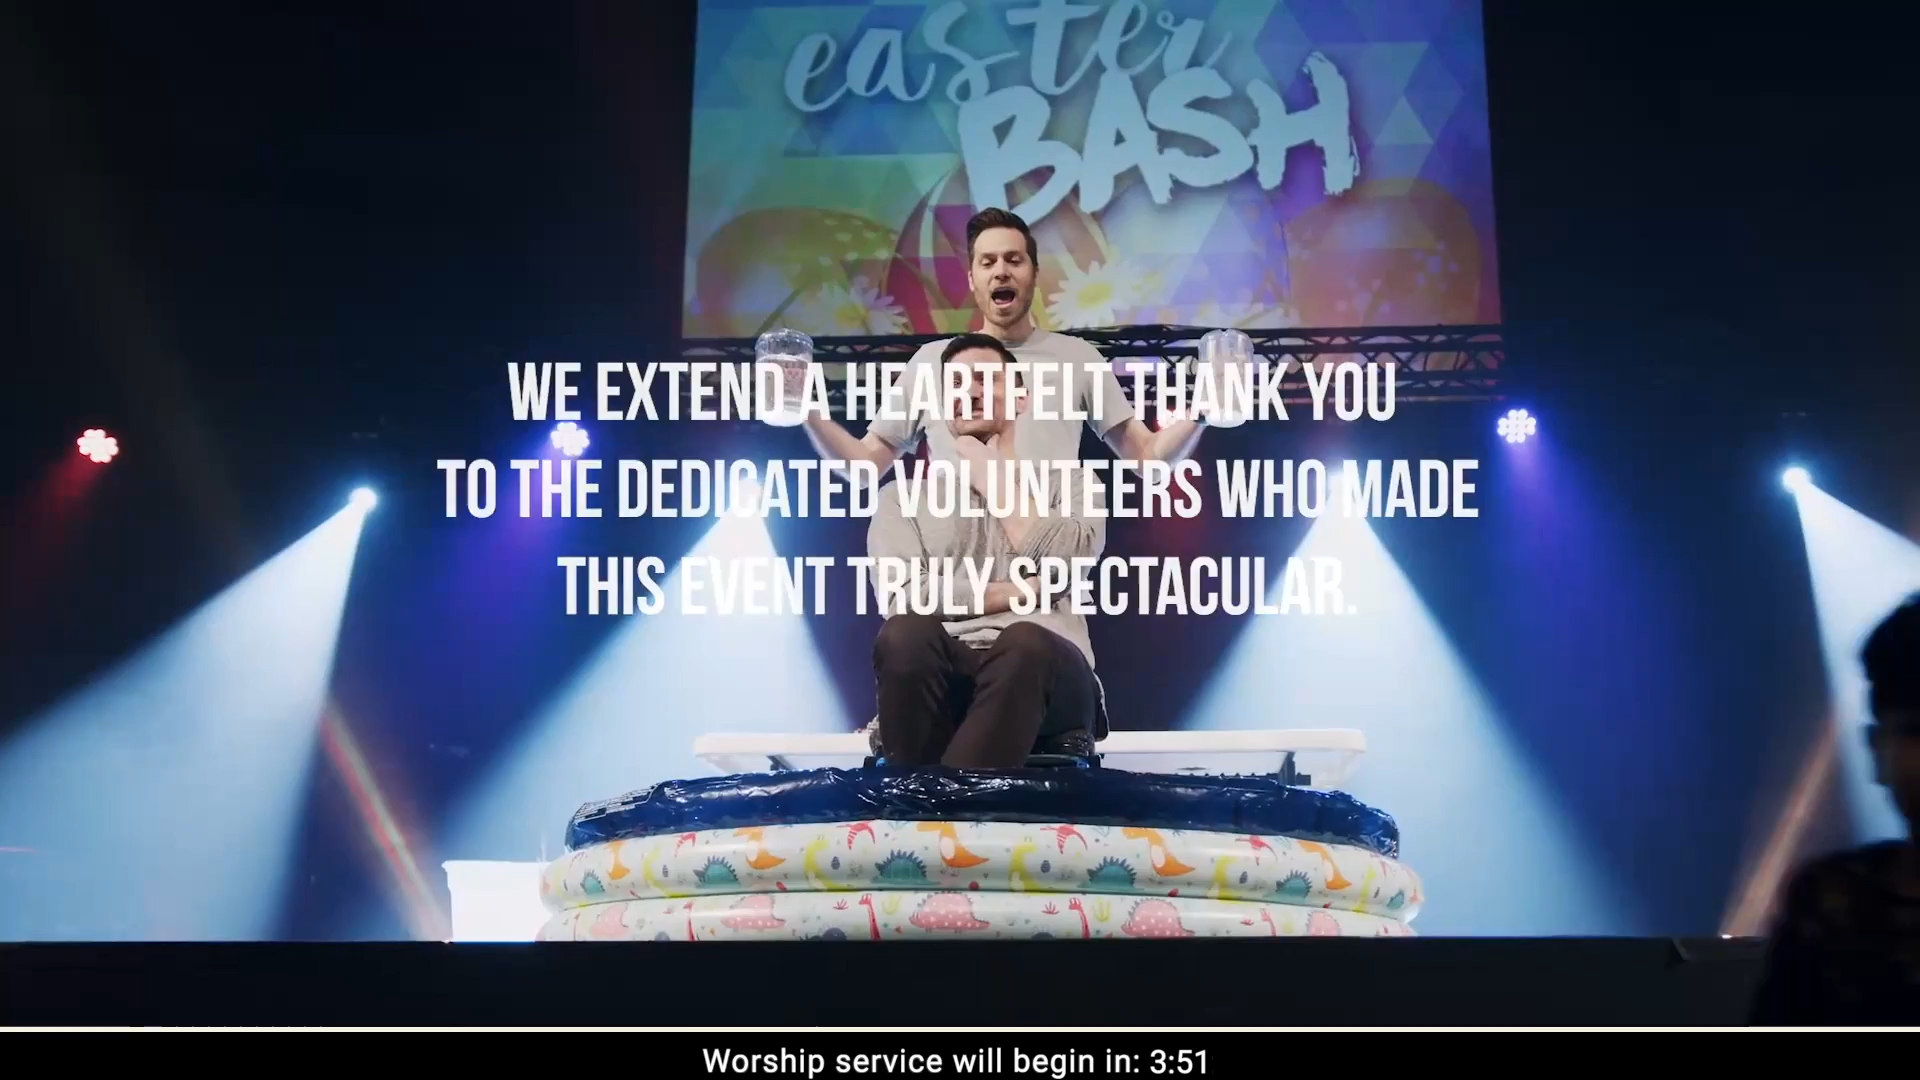 easter
BASH
WE EXTEND A HEARTFELT THANK YOU
TO THE DEDICATED VOLUNTEERS WHO MADE
THIS EVENT TRULY SPECTACULAR.
Worship service will begin in: 3:51